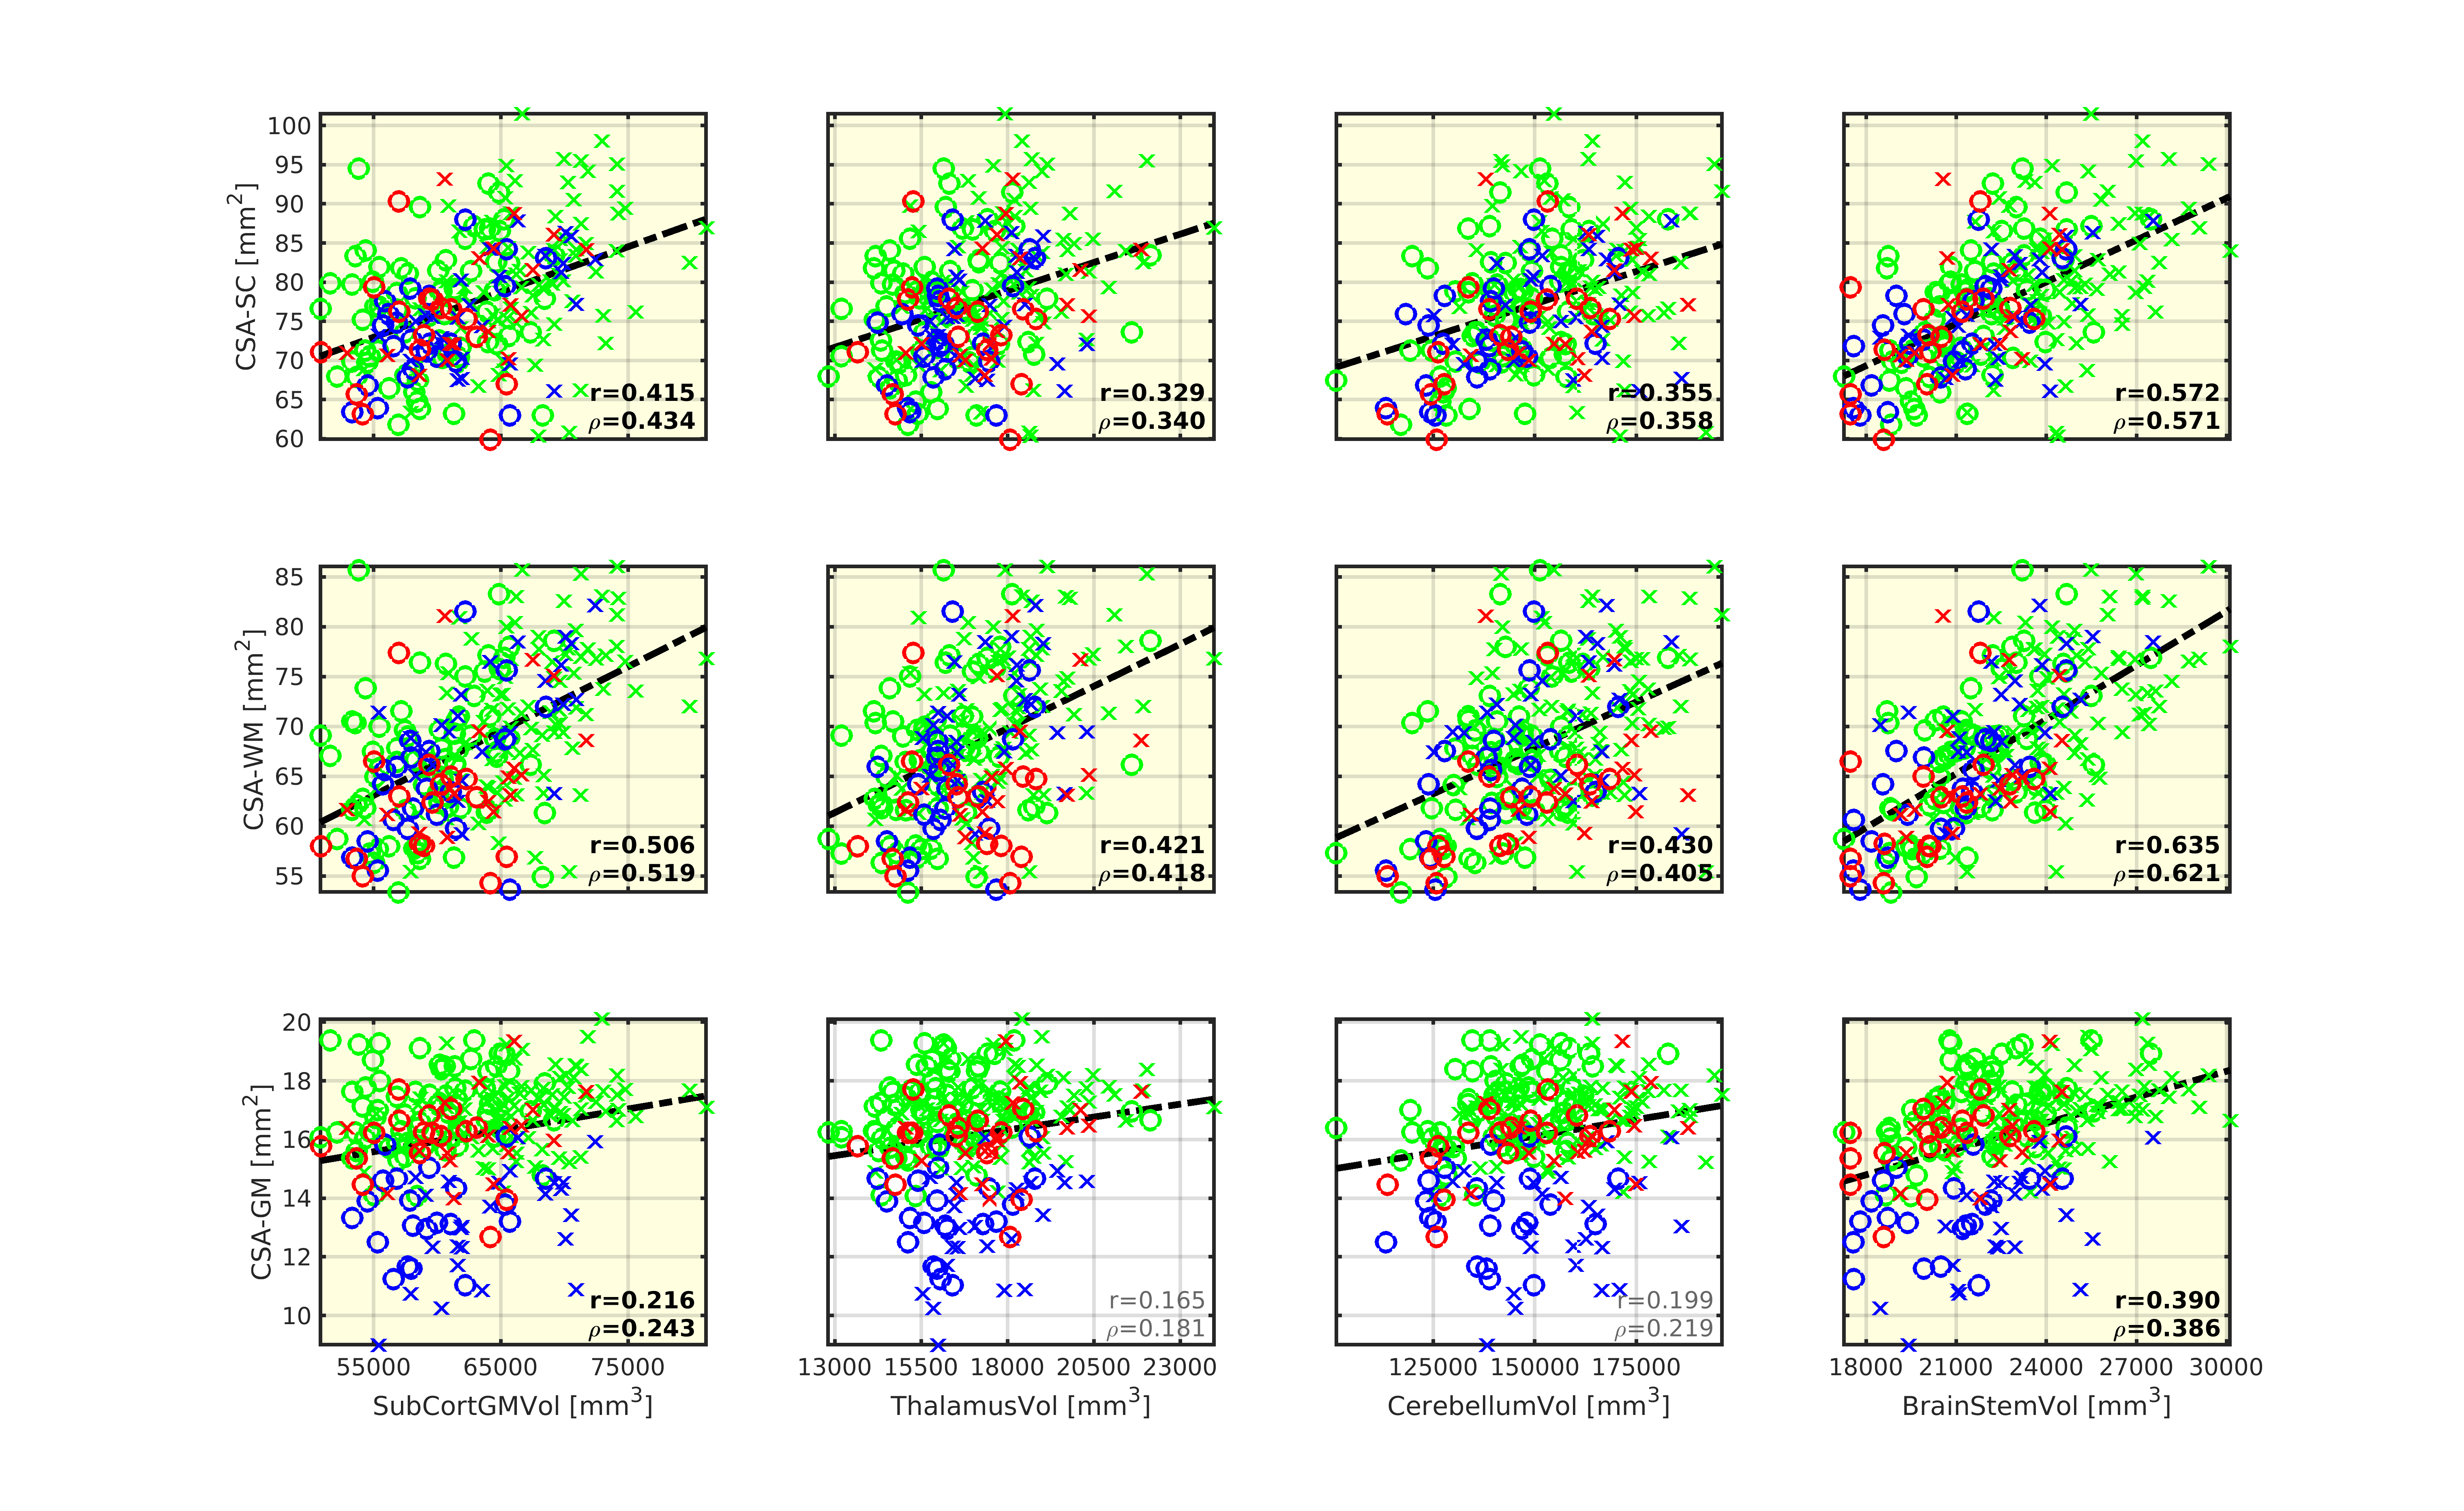 100
95
90
85
80
75
70
65
60
CSA-SC [mm2]
r=0.415
ρ=0.434
r=0.329
ρ=0.340
r=0.355
ρ=0.358
r=0.572
ρ=0.571
85
80
75
70
65
60
55
CSA-WM [mm2]
r=0.506
ρ=0.519
r=0.421
ρ=0.418
r=0.430
ρ=0.405
r=0.635
ρ=0.621
20
18
16
14
12
10
CSA-GM [mm2]
r=0.216
ρ=0.243
r=0.165
ρ=0.181
r=0.199
ρ=0.219
r=0.390
ρ=0.386
55000 65000 75000
SubCortGMVol [mm3]
13000 15500 18000 20500 23000
ThalamusVol [mm3]
125000 150000 175000
CerebellumVol [mm3]
18000 21000 24000 27000 30000
BrainStemVol [mm3]